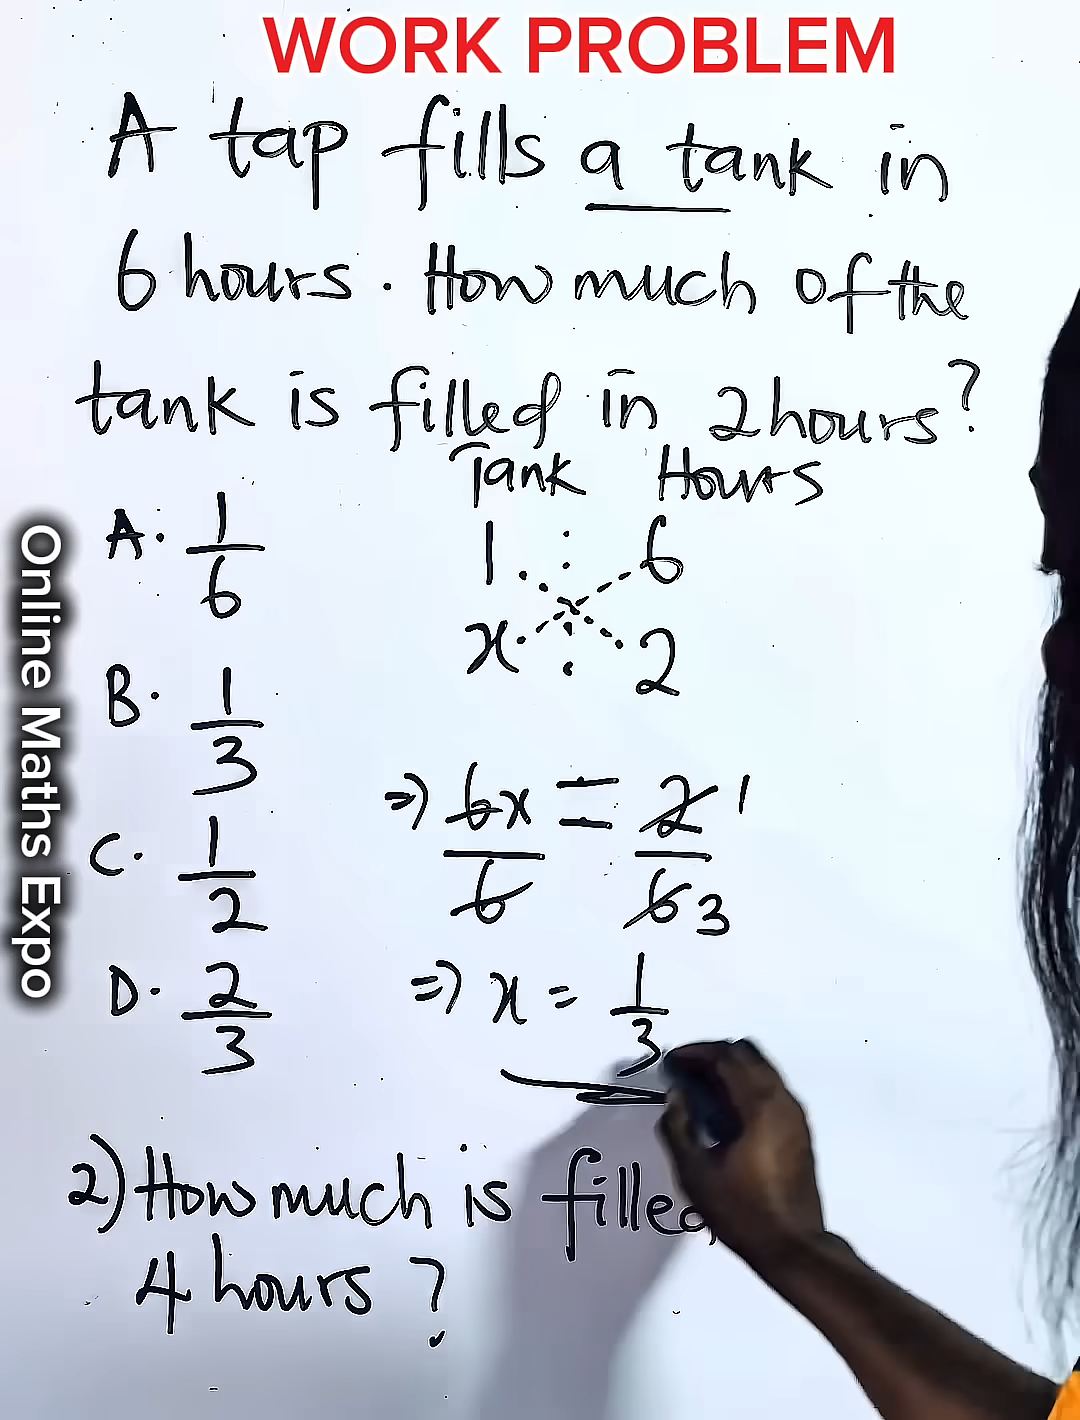 WORK PROBLEM
A tap fills a tank in
6 hours. How much of the
tank is filled in 2 hours?
Tank Hours
A. 1/6
1 : 6
x : 2
B. 1/3
⇒ 6x/6 = 2/6 1 3
C. 1/2
D. 2/3
⇒ x = 1/3
2) How much is filled
4 hours?
Online Maths Expo